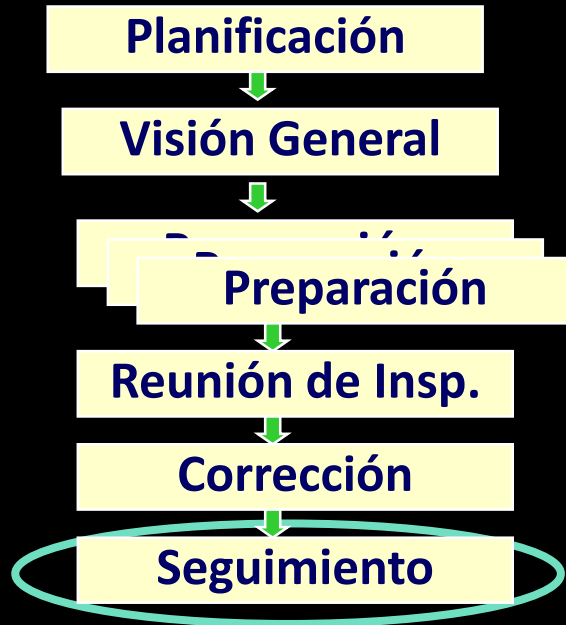 Planificación
Visión General
Preparación
Reunión de Insp.
Corrección
Seguimiento